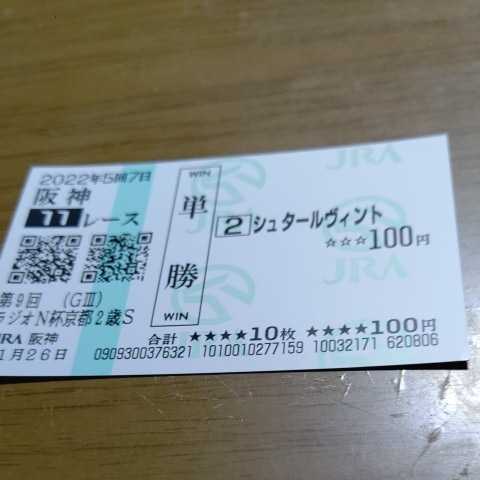 2022年5回7日
阪神
11レース
WIN
単勝
WIN
2 シュタールヴィント
☆☆☆100円
JRA
JRA
第9回 (GⅢ)
ラジオN杯京都2歳S
JRA 阪神
1月26日
合計 ★★★★10枚 ★★★★100円
0909300376321 1010010277159 10032171 620806